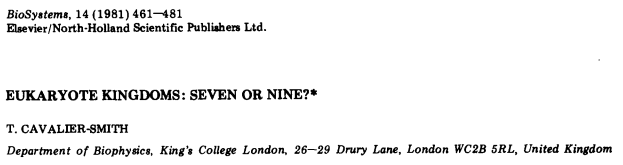 BioSystems, 14 (1981) 461—481
Elsevier/North-Holland Scientific Publishers Ltd.
EUKARYOTE KINGDOMS: SEVEN OR NINE?*
T. CAVALIER-SMITH
Department of Biophysics, King's College London, 26—29 Drury Lane, London WC2B 5RL, United Kingdom